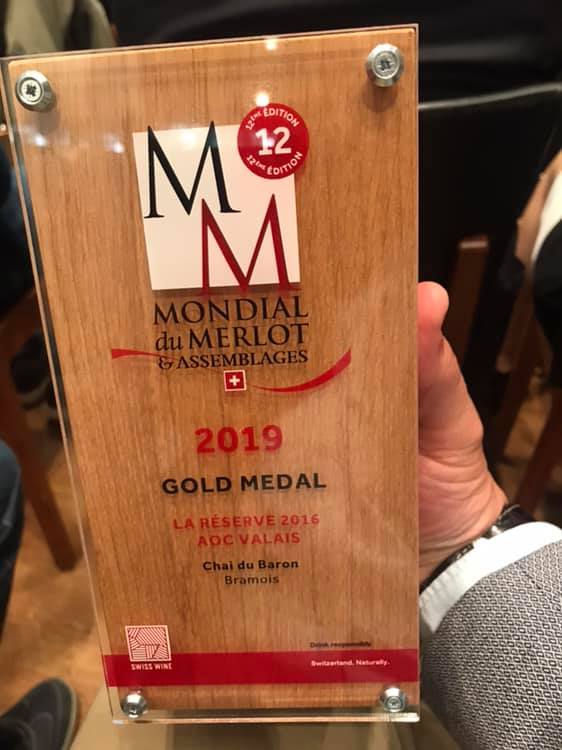 12ème ÉDITION
12
12ème ÉDITION
M
M
MONDIAL
du MERLOT
& ASSEMBLAGES
2019
GOLD MEDAL
LA RÉSERVE 2016
AOC VALAIS
Chai du Baron
Bramois
SWISS WINE
Drink responsibly
Switzerland. Naturally.